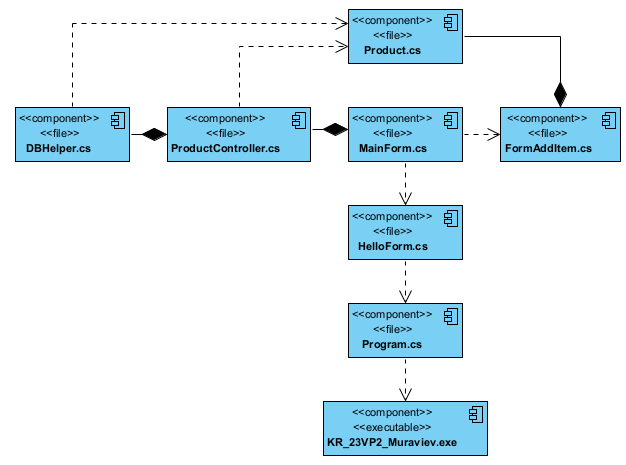 <<component>>
<<file>>
Product.cs
<<component>>
<<file>>
DBHelper.cs
<<component>>
<<file>>
ProductController.cs
<<component>>
<<file>>
MainForm.cs
<<component>>
<<file>>
FormAddItem.cs
<<component>>
<<file>>
HelloForm.cs
<<component>>
<<file>>
Program.cs
<<component>>
<<executable>>
KR_23VP2_Muraviev.exe